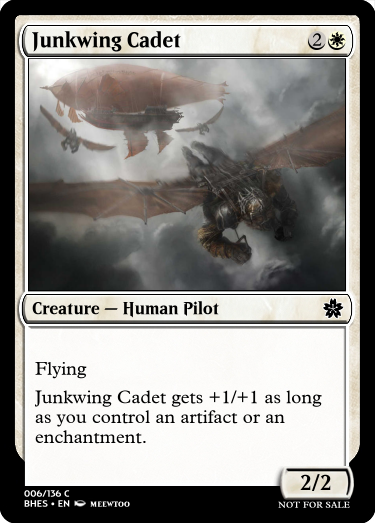 Junkwing Cadet 2
Creature — Human Pilot
Flying
Junkwing Cadet gets +1/+1 as long
as you control an artifact or an
enchantment.
2/2
006/136 C
BHES • EN MEEWTOO
NOT FOR SALE